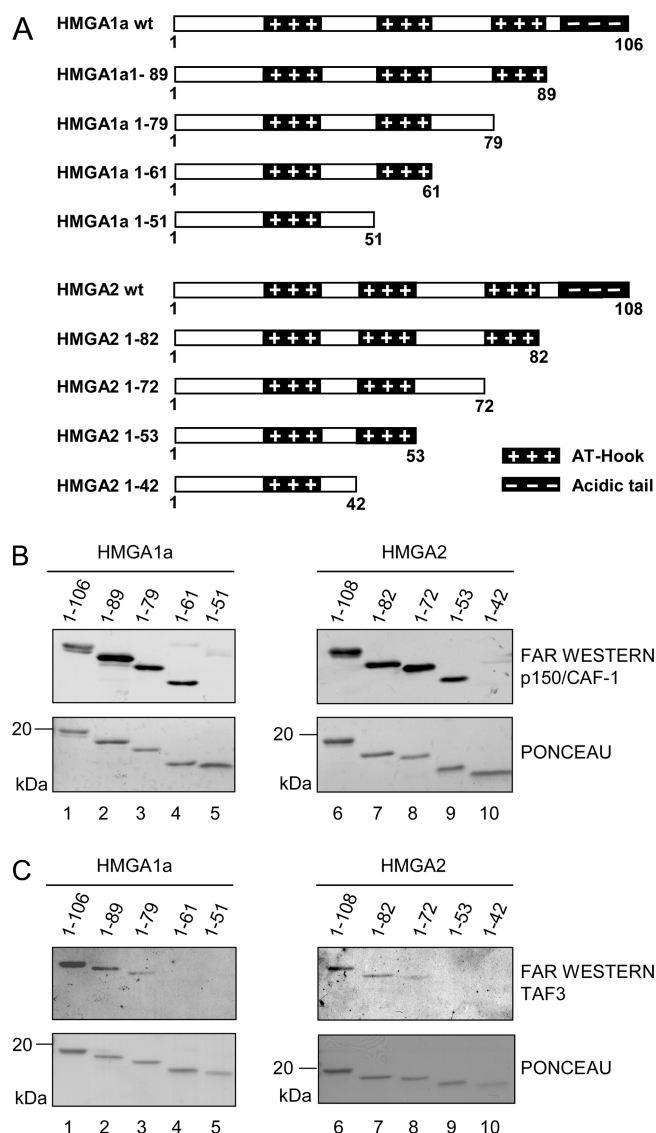 A
HMGA1a wt
+ + + + + + + + + − − −
1 106
HMGA1a1- 89
+ + + + + + + + +
1 89
HMGA1a 1-79
+ + + + + +
1 79
HMGA1a 1-61
+ + + + + +
1 61
HMGA1a 1-51
+ + +
1 51
HMGA2 wt
+ + + + + + + + + − − −
1 108
HMGA2 1-82
+ + + + + + + + +
1 82
HMGA2 1-72
+ + + + + +
1 72
HMGA2 1-53
+ + + + + +
1 53
HMGA2 1-42
+ + +
1 42
+ + + AT-Hook
− − − Acidic tail
B
HMGA1a HMGA2
1-106 1-89 1-79 1-61 1-51 1-108 1-82 1-72 1-53 1-42
FAR WESTERN
p150/CAF-1
20 20
PONCEAU
kDa kDa
1 2 3 4 5 6 7 8 9 10
C
HMGA1a HMGA2
1-106 1-89 1-79 1-61 1-51 1-108 1-82 1-72 1-53 1-42
FAR WESTERN
TAF3
20 20
PONCEAU
kDa kDa
1 2 3 4 5 6 7 8 9 10